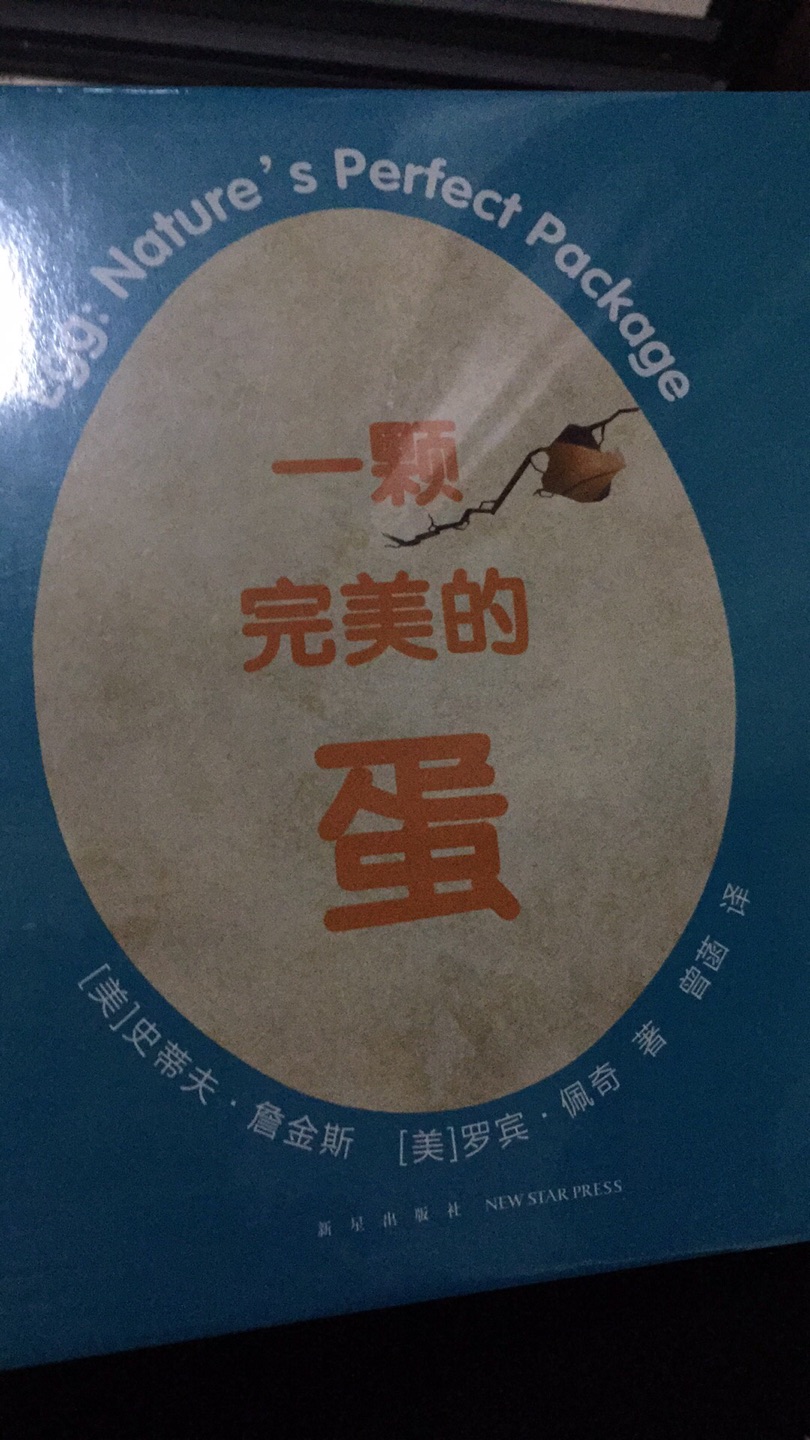 Egg: Nature's Perfect Package
一颗
完美的
蛋
[美]史蒂夫·詹金斯 [美]罗宾·佩奇 著 曾菡 译
新星出版社 NEW STAR PRESS